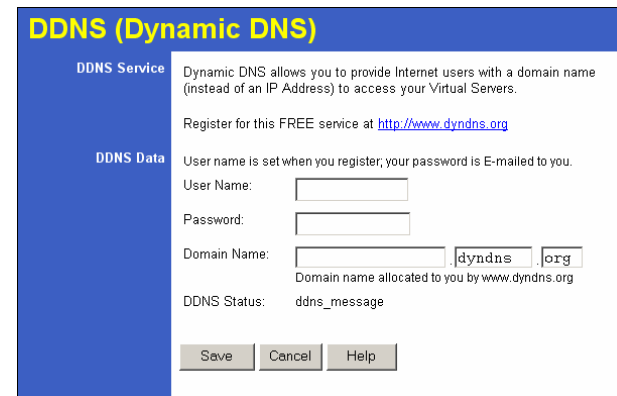 DDNS (Dynamic DNS)
DDNS Service
Dynamic DNS allows you to provide Internet users with a domain name
(instead of an IP Address) to access your Virtual Servers.
Register for this FREE service at http://www.dyndns.org
DDNS Data
User name is set when you register; your password is E-mailed to you.
User Name:
Password:
Domain Name: . dyndns . org
Domain name allocated to you by www.dyndns.org
DDNS Status: ddns_message
Save Cancel Help